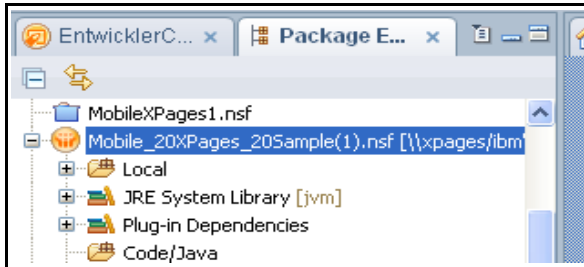 EntwicklerC... Package E...
MobileXPages1.nsf
Mobile_20XPages_20Sample(1).nsf [\\xpages/ibm
Local
JRE System Library [jvm]
Plug-in Dependencies
Code/Java